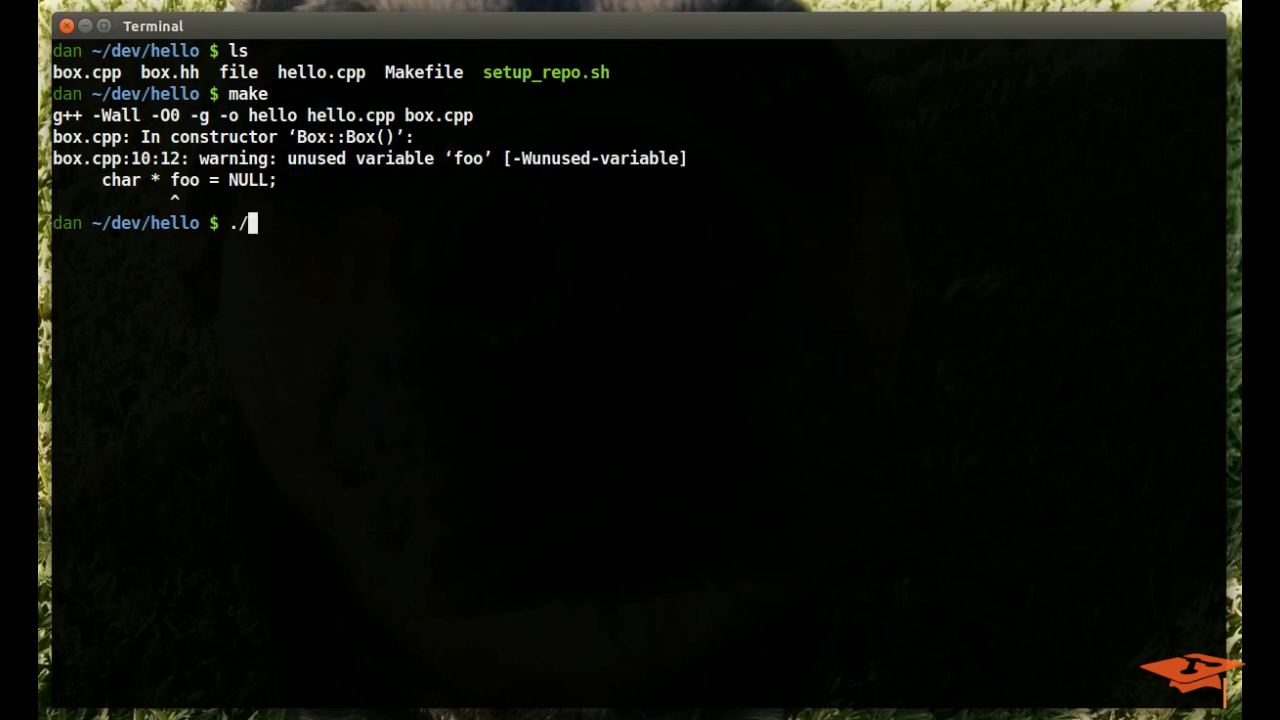 Terminal
dan ~/dev/hello $ ls
box.cpp  box.hh  file  hello.cpp  Makefile  setup_repo.sh
dan ~/dev/hello $ make
g++ -Wall -O0 -g -o hello hello.cpp box.cpp
box.cpp: In constructor ‘Box::Box()’:
box.cpp:10:12: warning: unused variable ‘foo’ [-Wunused-variable]
     char * foo = NULL;
            ^
dan ~/dev/hello $ ./